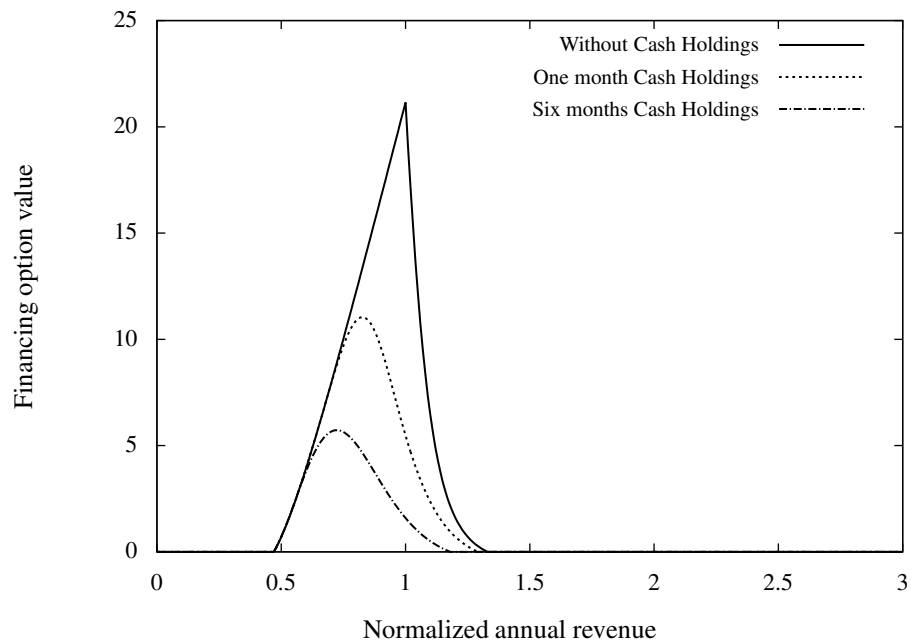 25
20
15
10
5
0
Financing option value
Without Cash Holdings
One month Cash Holdings
Six months Cash Holdings
0 0.5 1 1.5 2 2.5 3
Normalized annual revenue